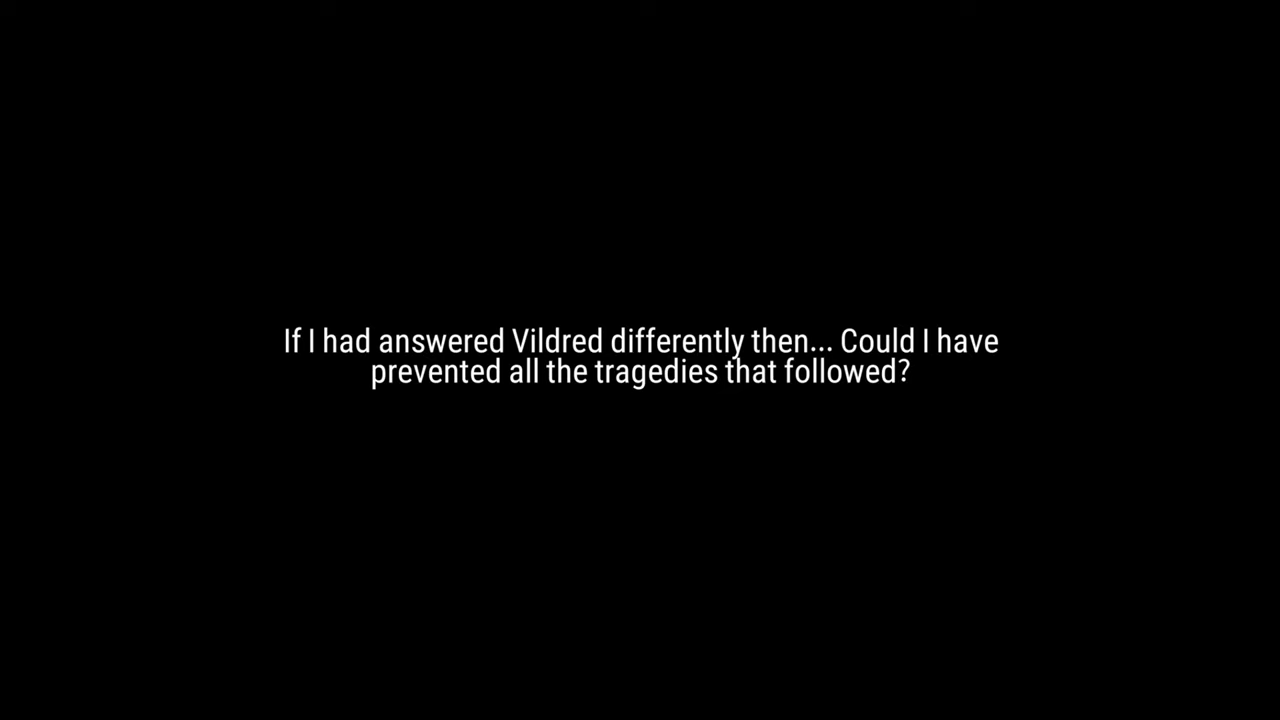 If I had answered Vildred differently then... Could I have
prevented all the tragedies that followed?